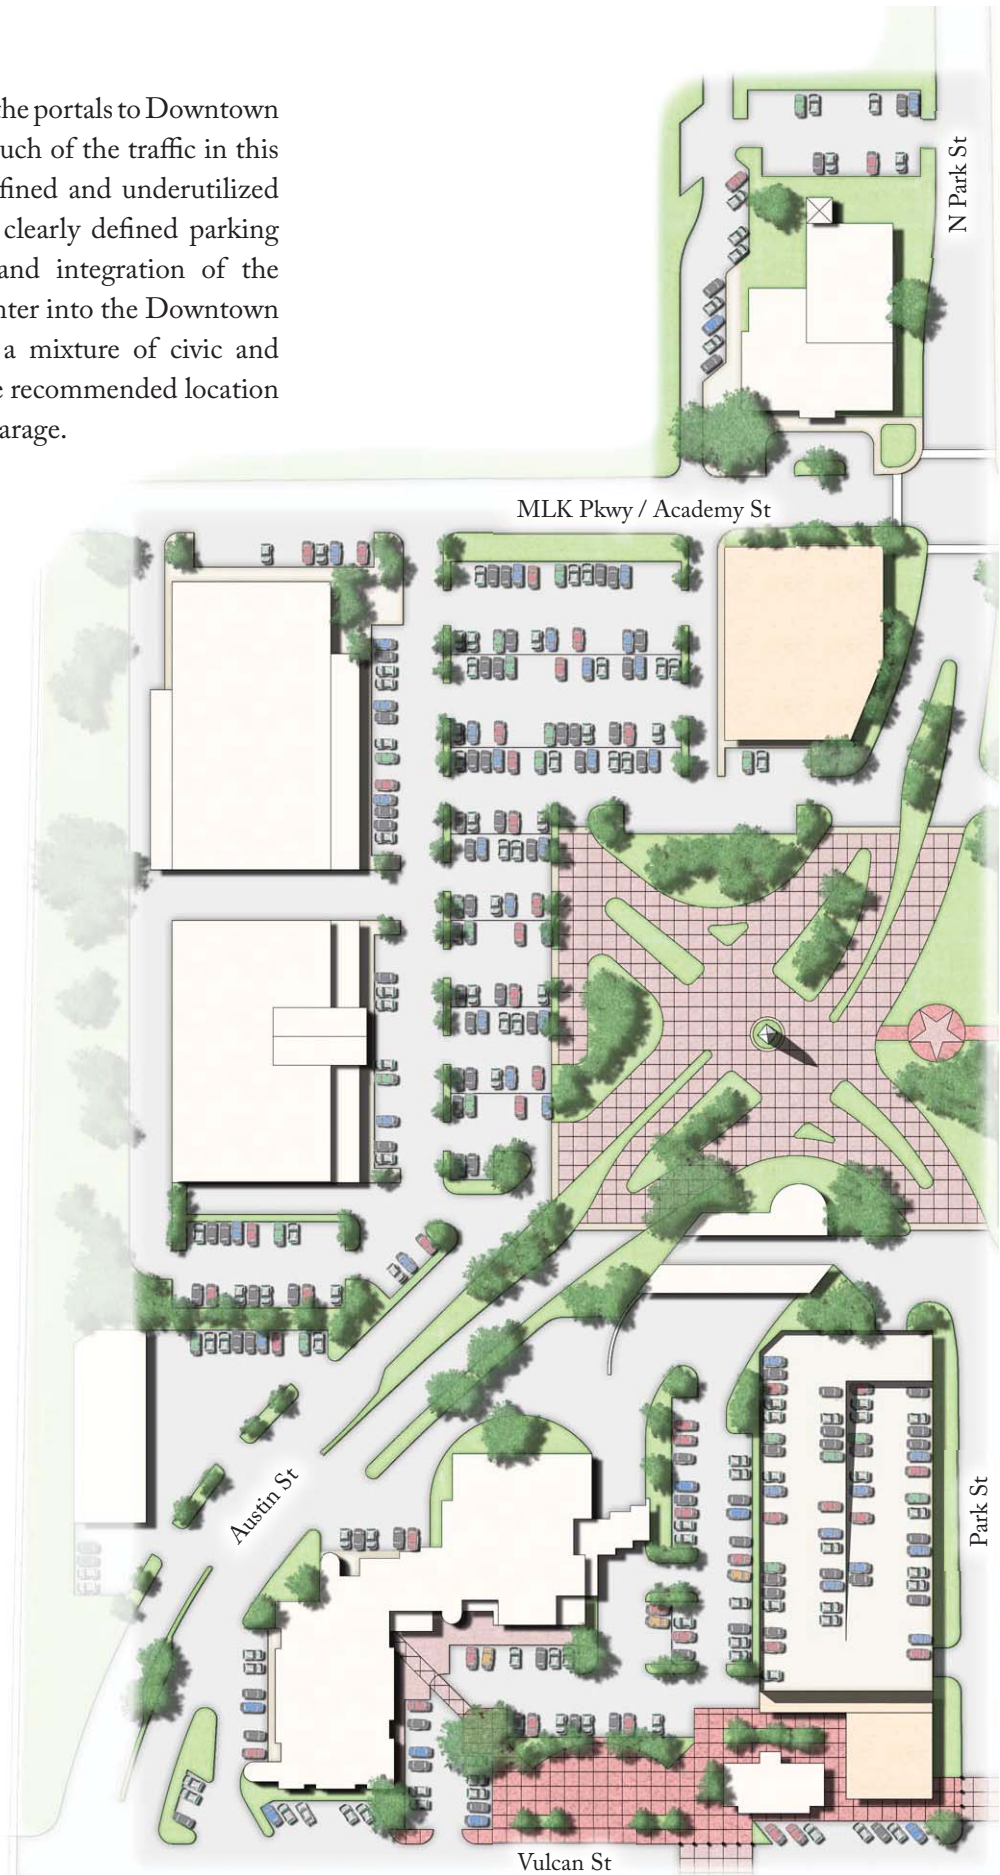 the portals to Downtown
uch of the traffic in this
fined and underutilized
clearly defined parking
and integration of the
nter into the Downtown
a mixture of civic and
e recommended location
arage.
N Park St
MLK Pkwy / Academy St
Austin St
Park St
Vulcan St